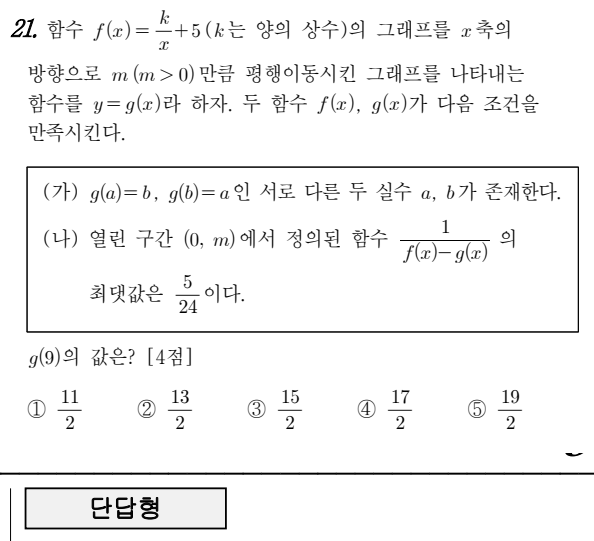 21. 함수 f(x)=k/x+5(k는 양의 상수)의 그래프를 x축의
방향으로 m(m>0)만큼 평행이동시킨 그래프를 나타내는
함수를 y=g(x)라 하자. 두 함수 f(x), g(x)가 다음 조건을
만족시킨다.
(가) g(a)=b, g(b)=a인 서로 다른 두 실수 a, b가 존재한다.
(나) 열린 구간 (0, m)에서 정의된 함수 1/(f(x)-g(x)) 의
최댓값은 5/24이다.
g(9)의 값은? [4점]
① 11/2 ② 13/2 ③ 15/2 ④ 17/2 ⑤ 19/2
단답형